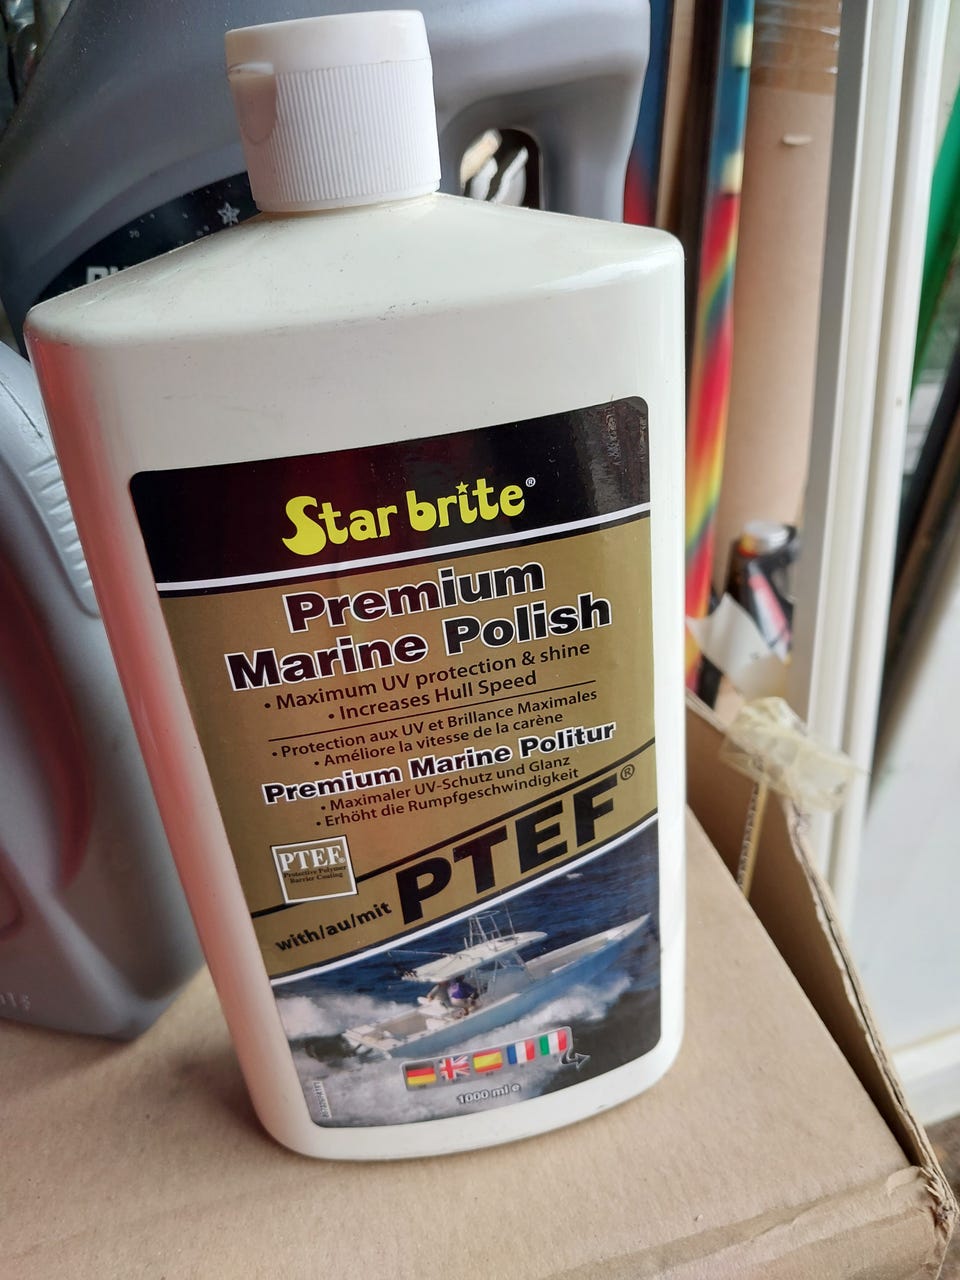 Star brite®
Premium
Marine Polish
• Maximum UV protection & shine
• Increases Hull Speed
• Protection aux UV et Brillance Maximales
• Améliore la vitesse de la carène
Premium Marine Politur
• Maximaler UV-Schutz und Glanz
• Erhöht die Rumpfgeschwindigkeit
PTEF®
Protective Polymer
Barrier Coating
with/au/mit PTEF®
1000 ml e